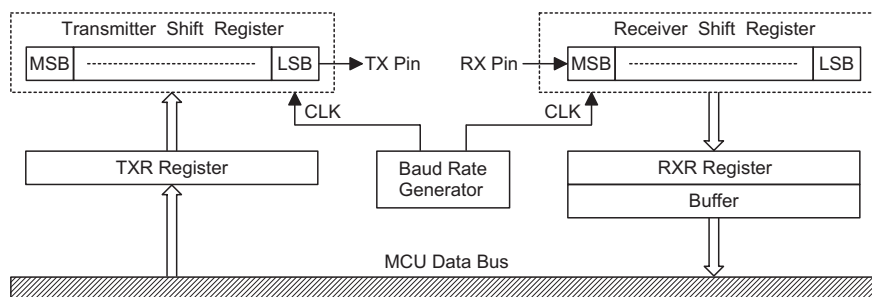 Transmitter Shift Register
MSB
LSB
TX Pin
RX Pin
Receiver Shift Register
MSB
LSB
CLK
CLK
TXR Register
Baud Rate
Generator
RXR Register
Buffer
MCU Data Bus